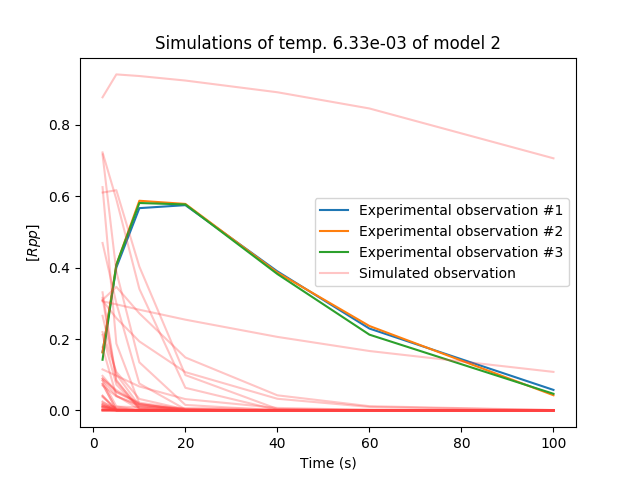 Simulations of temp. 6.33e-03 of model 2
[Rpp]
0.8
0.6
0.4
0.2
0.0
Experimental observation #1
Experimental observation #2
Experimental observation #3
Simulated observation
0 20 40 60 80 100
Time (s)